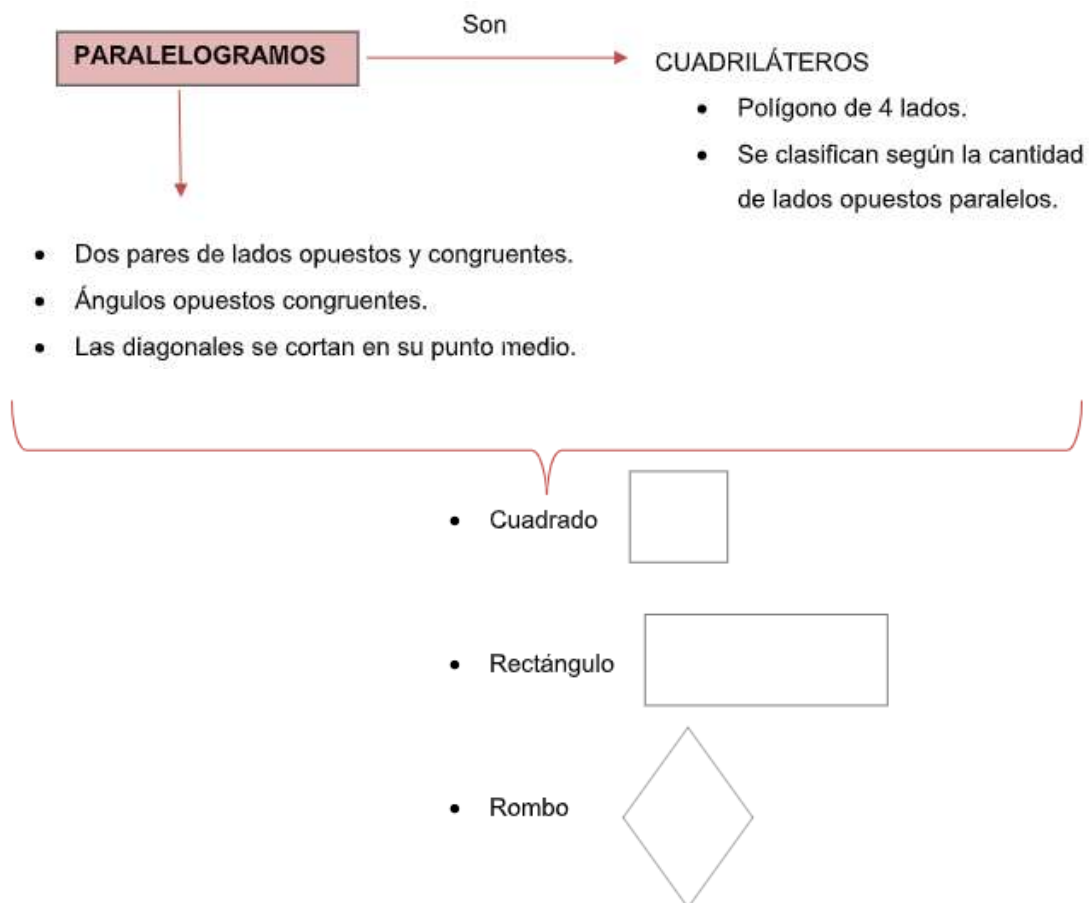 Son
PARALELOGRAMOS
CUADRILÁTEROS
• Polígono de 4 lados.
• Se clasifican según la cantidad
de lados opuestos paralelos.
• Dos pares de lados opuestos y congruentes.
• Ángulos opuestos congruentes.
• Las diagonales se cortan en su punto medio.
• Cuadrado
• Rectángulo
• Rombo